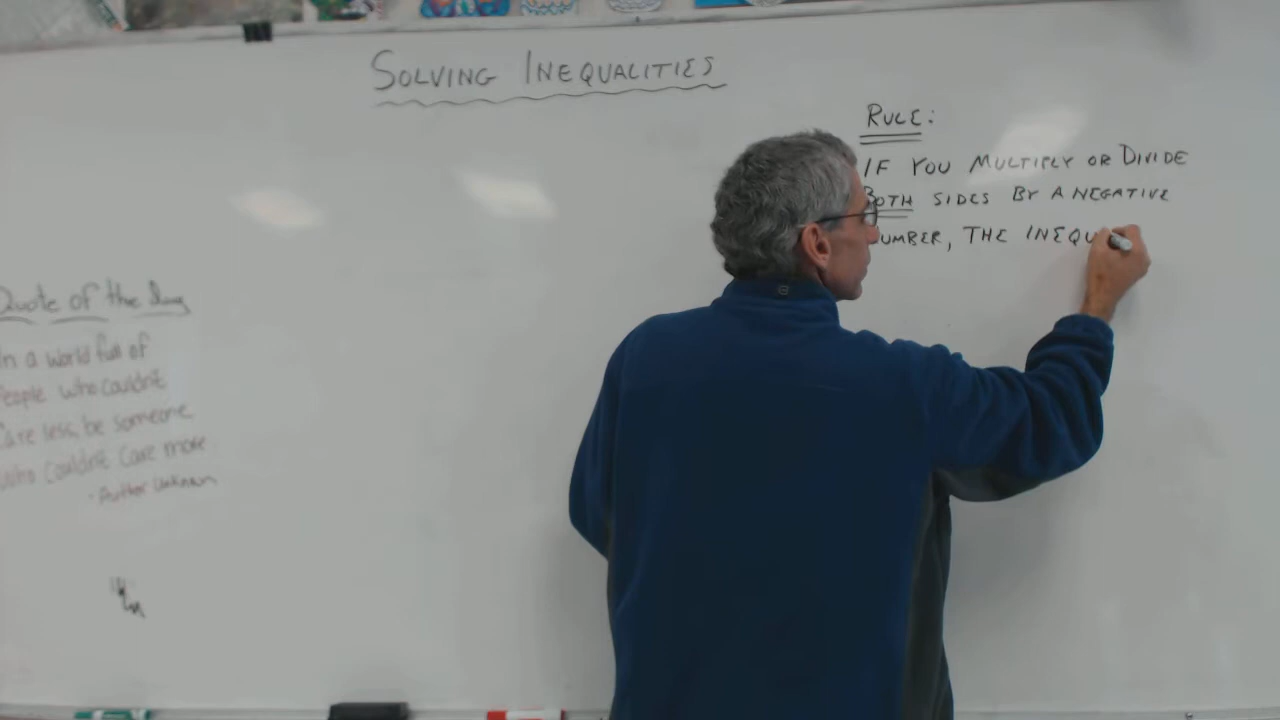 SOLVING INEQUALITIES
RULE:
IF YOU MULTIPLY OR DIVIDE
BOTH SIDES BY A NEGATIVE
UMBER, THE INEQU
Quote of the day
In a world full of
People who couldn't
Care less, be someone
who couldn't care more
- Author Unknown